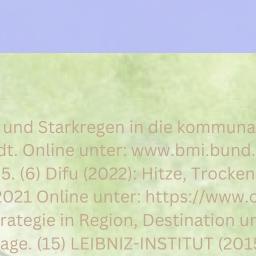 und Starkregen in die kommuna
dt. Online unter: www.bmi.bund.
5. (6) Difu (2022): Hitze, Trocken
2021 Online unter: https://www.
rategie in Region, Destination un
age. (15) LEIBNIZ-INSTITUT (2015